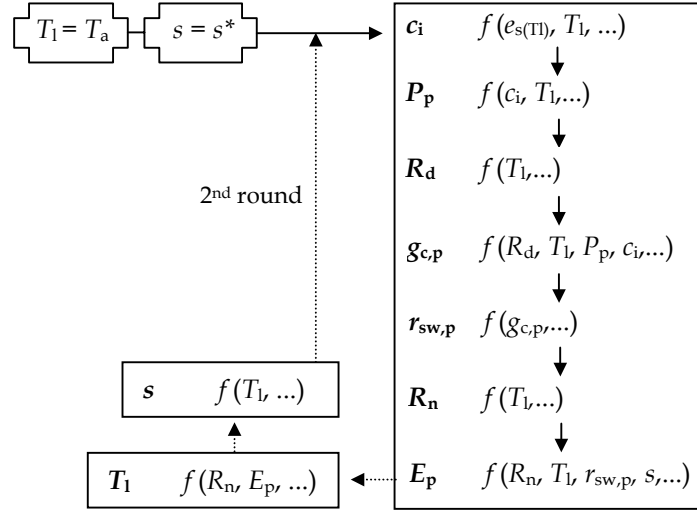 T_l = T_a
s = s*
c_i f(e_s(Tl), T_l, ...)
P_p f(c_i, T_l,...)
R_d f(T_l,...)
2nd round
g_c,p f(R_d, T_l, P_p, c_i,...)
r_sw,p f(g_c,p,...)
s f(T_l, ...)
R_n f(T_l,...)
T_l f(R_n, E_p, ...)
E_p f(R_n, T_l, r_sw,p, s,...)